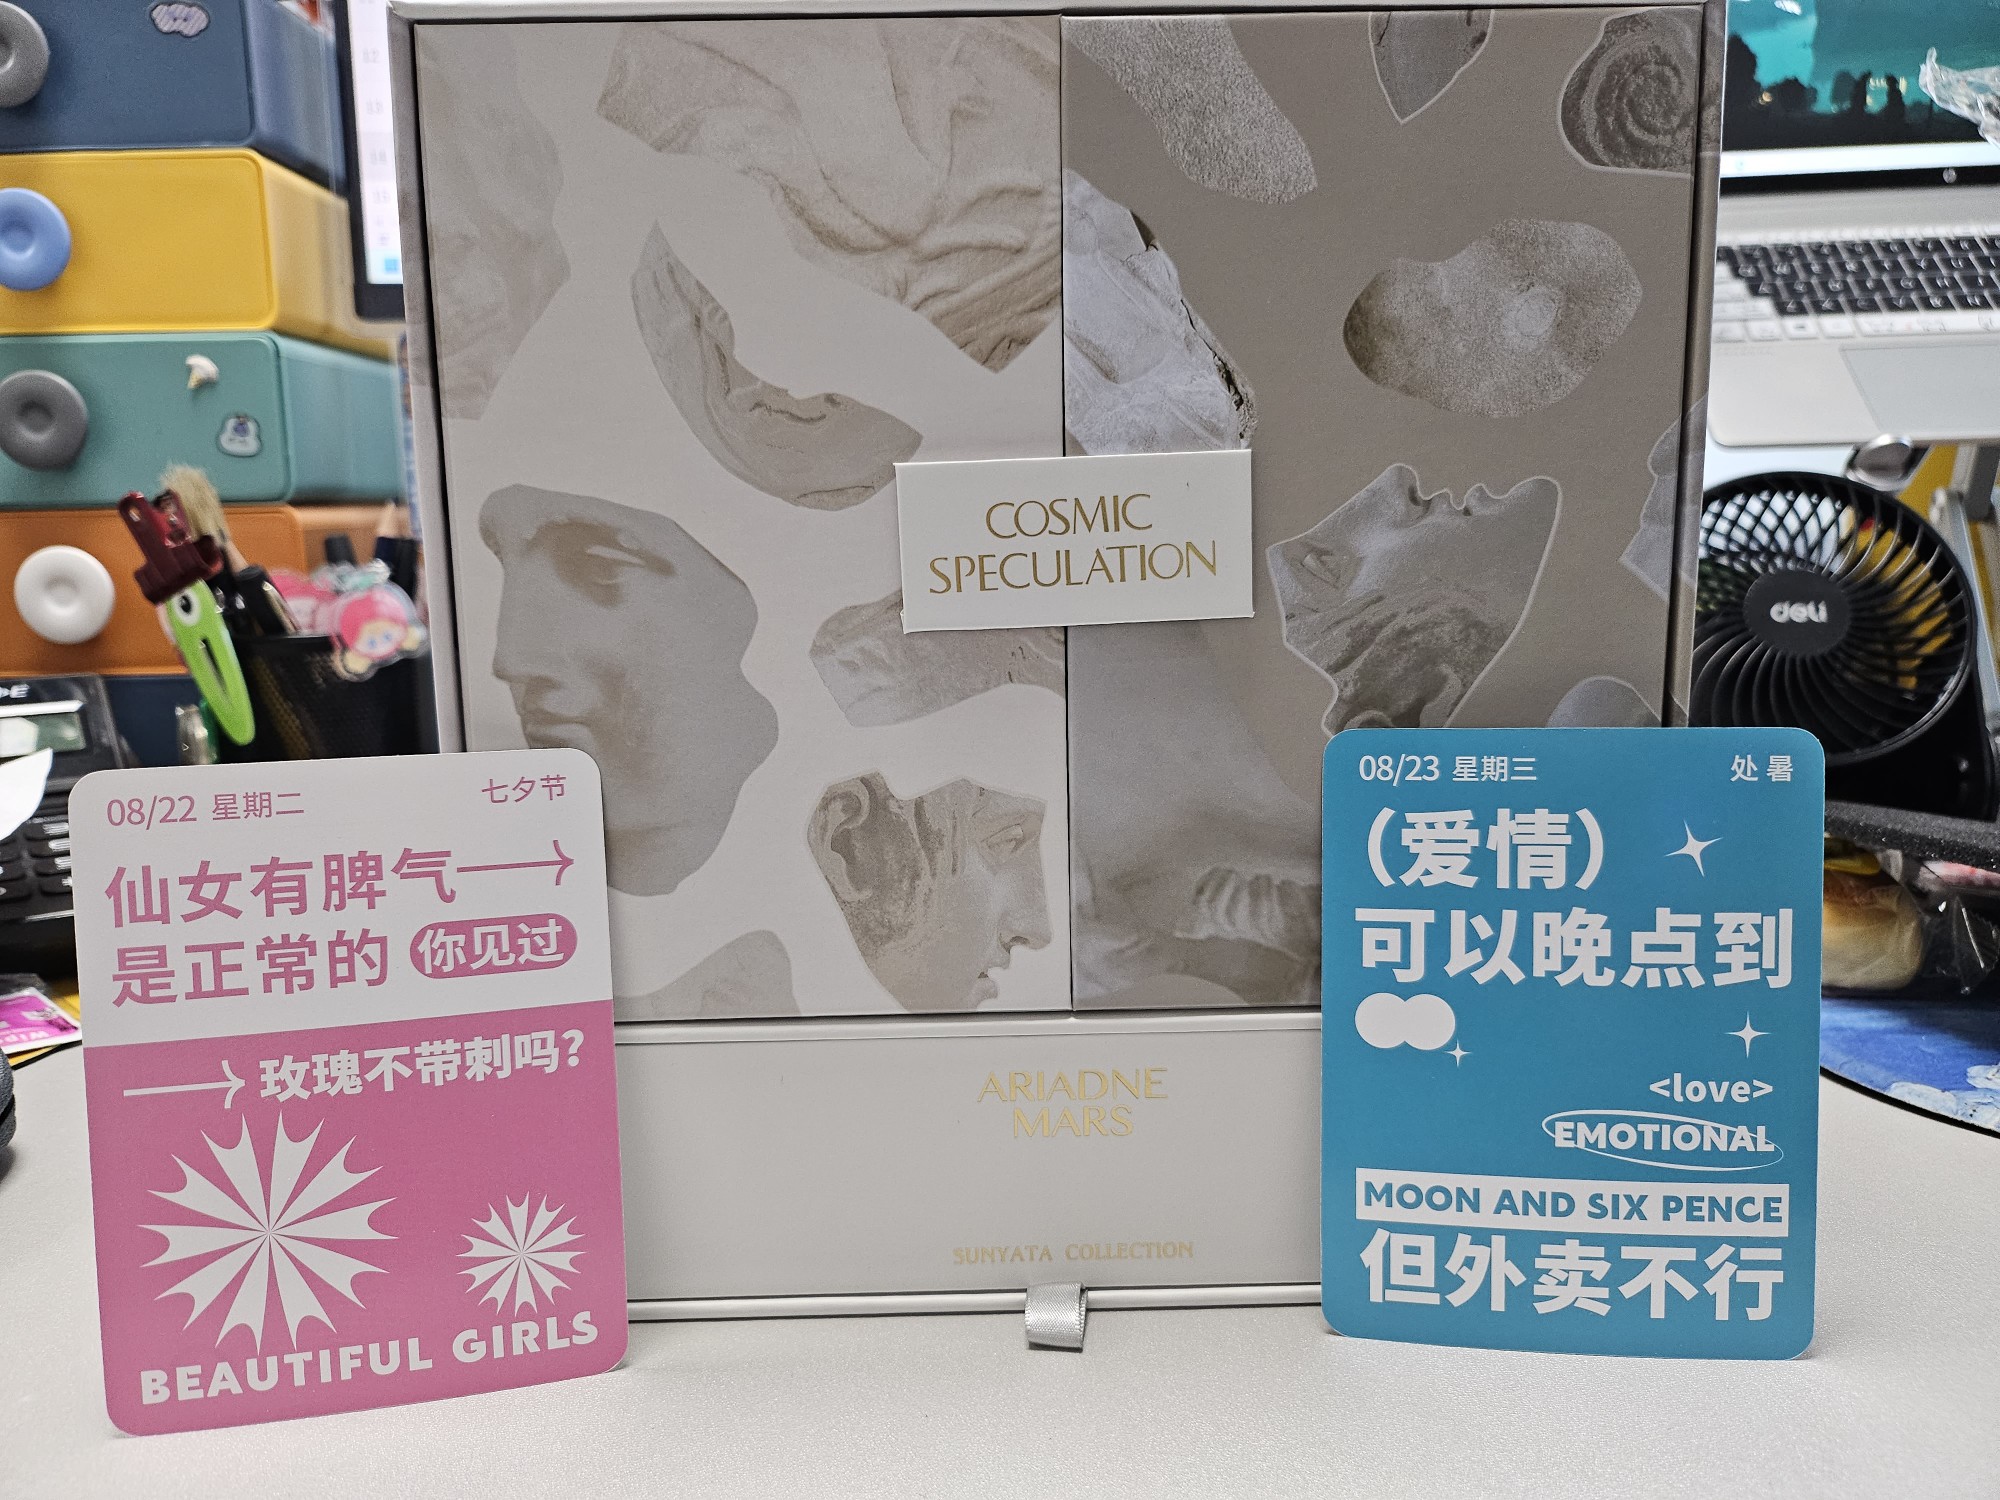 COSMIC
SPECULATION
deli
08/22 星期二
七夕节
仙女有脾气
是正常的 你见过
玫瑰不带刺吗?
BEAUTIFUL GIRLS
ARIADNE
MARS
SUNYATA COLLECTION
08/23 星期三
处暑
(爱情)
可以晚点到
<love>
EMOTIONAL
MOON AND SIX PENCE
但外卖不行